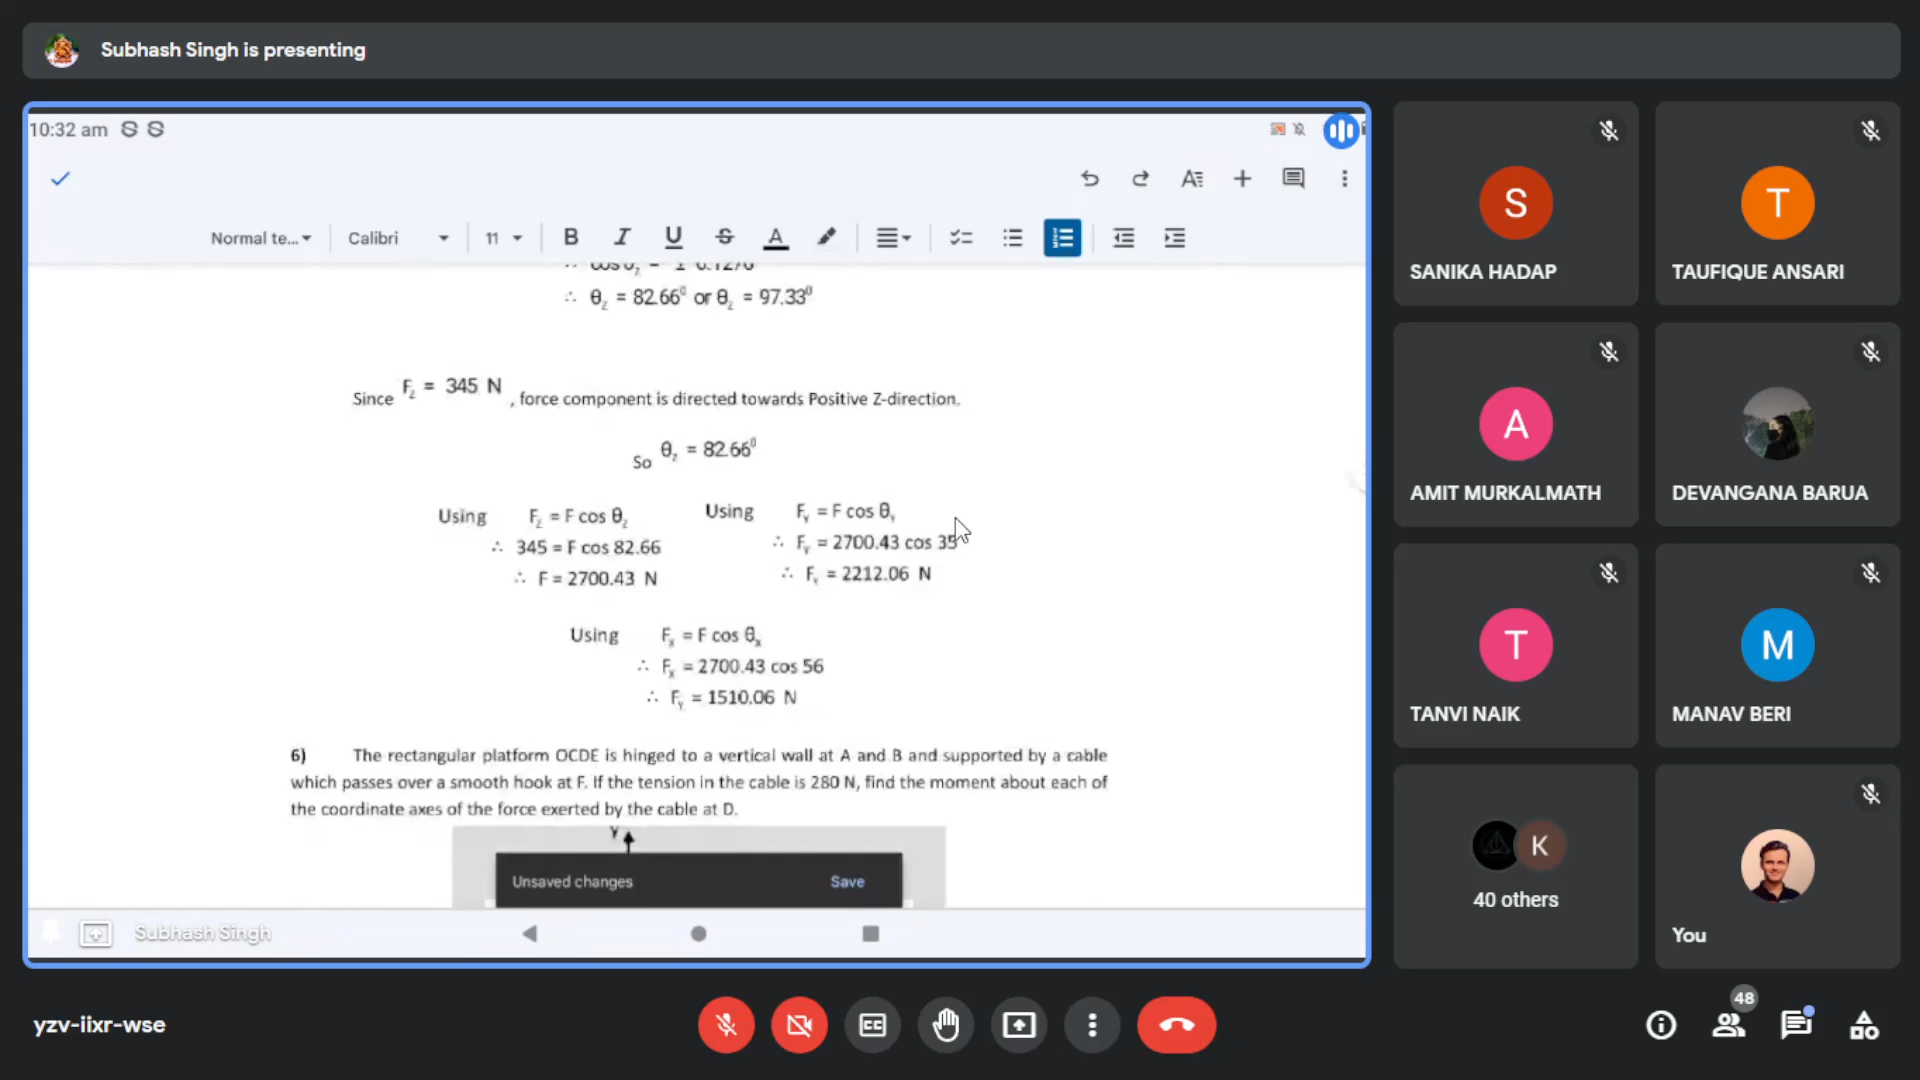 Subhash Singh is presenting
10:32 am
Normal te...
Calibri
11
B I U S A
∴ θz = 82.66⁰ or θz = 97.33⁰
Since Fz = 345 N , force component is directed towards Positive Z-direction.
So θz = 82.66⁰
Using Fz = F cos θz
∴ 345 = F cos 82.66
∴ F = 2700.43 N
Using Fy = F cos θy
∴ Fy = 2700.43 cos 35
∴ Fy = 2212.06 N
Using Fx = F cos θx
∴ Fx = 2700.43 cos 56
∴ Fy = 1510.06 N
6) The rectangular platform OCDE is hinged to a vertical wall at A and B and supported by a cable
which passes over a smooth hook at F. If the tension in the cable is 280 N, find the moment about each of
the coordinate axes of the force exerted by the cable at D.
Y
Unsaved changes Save
Subhash Singh
S
SANIKA HADAP
T
TAUFIQUE ANSARI
A
AMIT MURKALMATH
DEVANGANA BARUA
T
TANVI NAIK
M
MANAV BERI
K
40 others
You
yzv-iixr-wse
CC
48